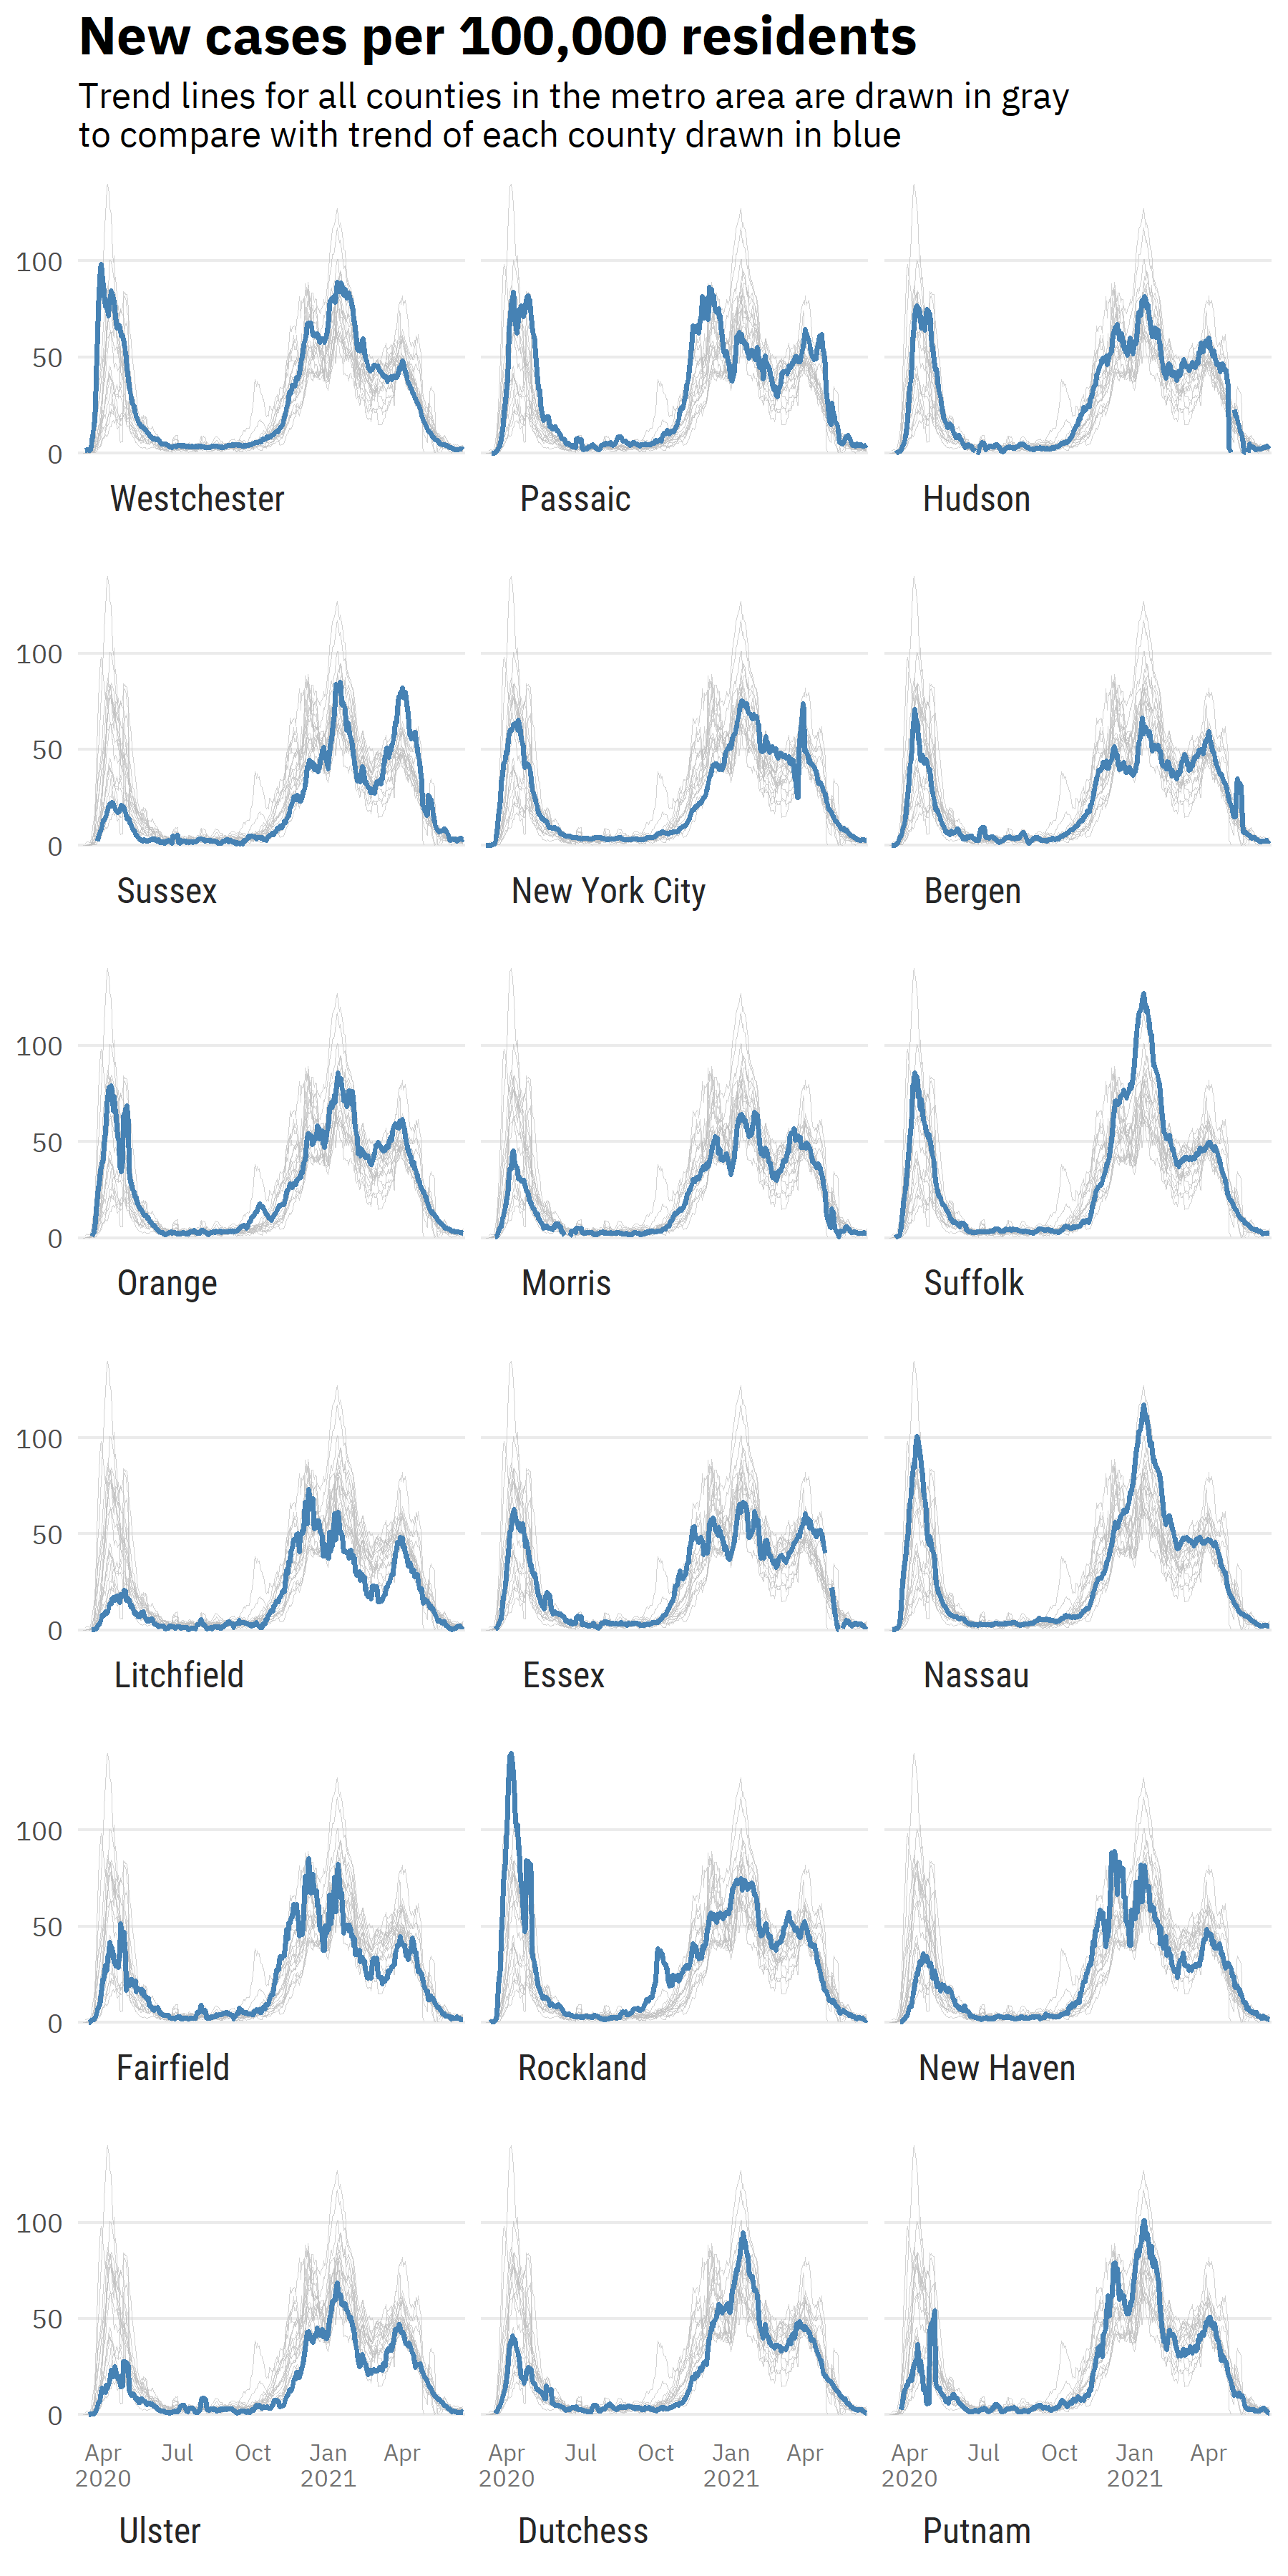 New cases per 100,000 residents
Trend lines for all counties in the metro area are drawn in gray
to compare with trend of each county drawn in blue
100
50
0
Westchester Passaic Hudson
100
50
0
Sussex New York City Bergen
100
50
0
Orange Morris Suffolk
100
50
0
Litchfield Essex Nassau
100
50
0
Fairfield Rockland New Haven
100
50
0
Apr Jul Oct Jan Apr Apr Jul Oct Jan Apr Apr Jul Oct Jan Apr
2020 2021 2020 2021 2020 2021
Ulster Dutchess Putnam